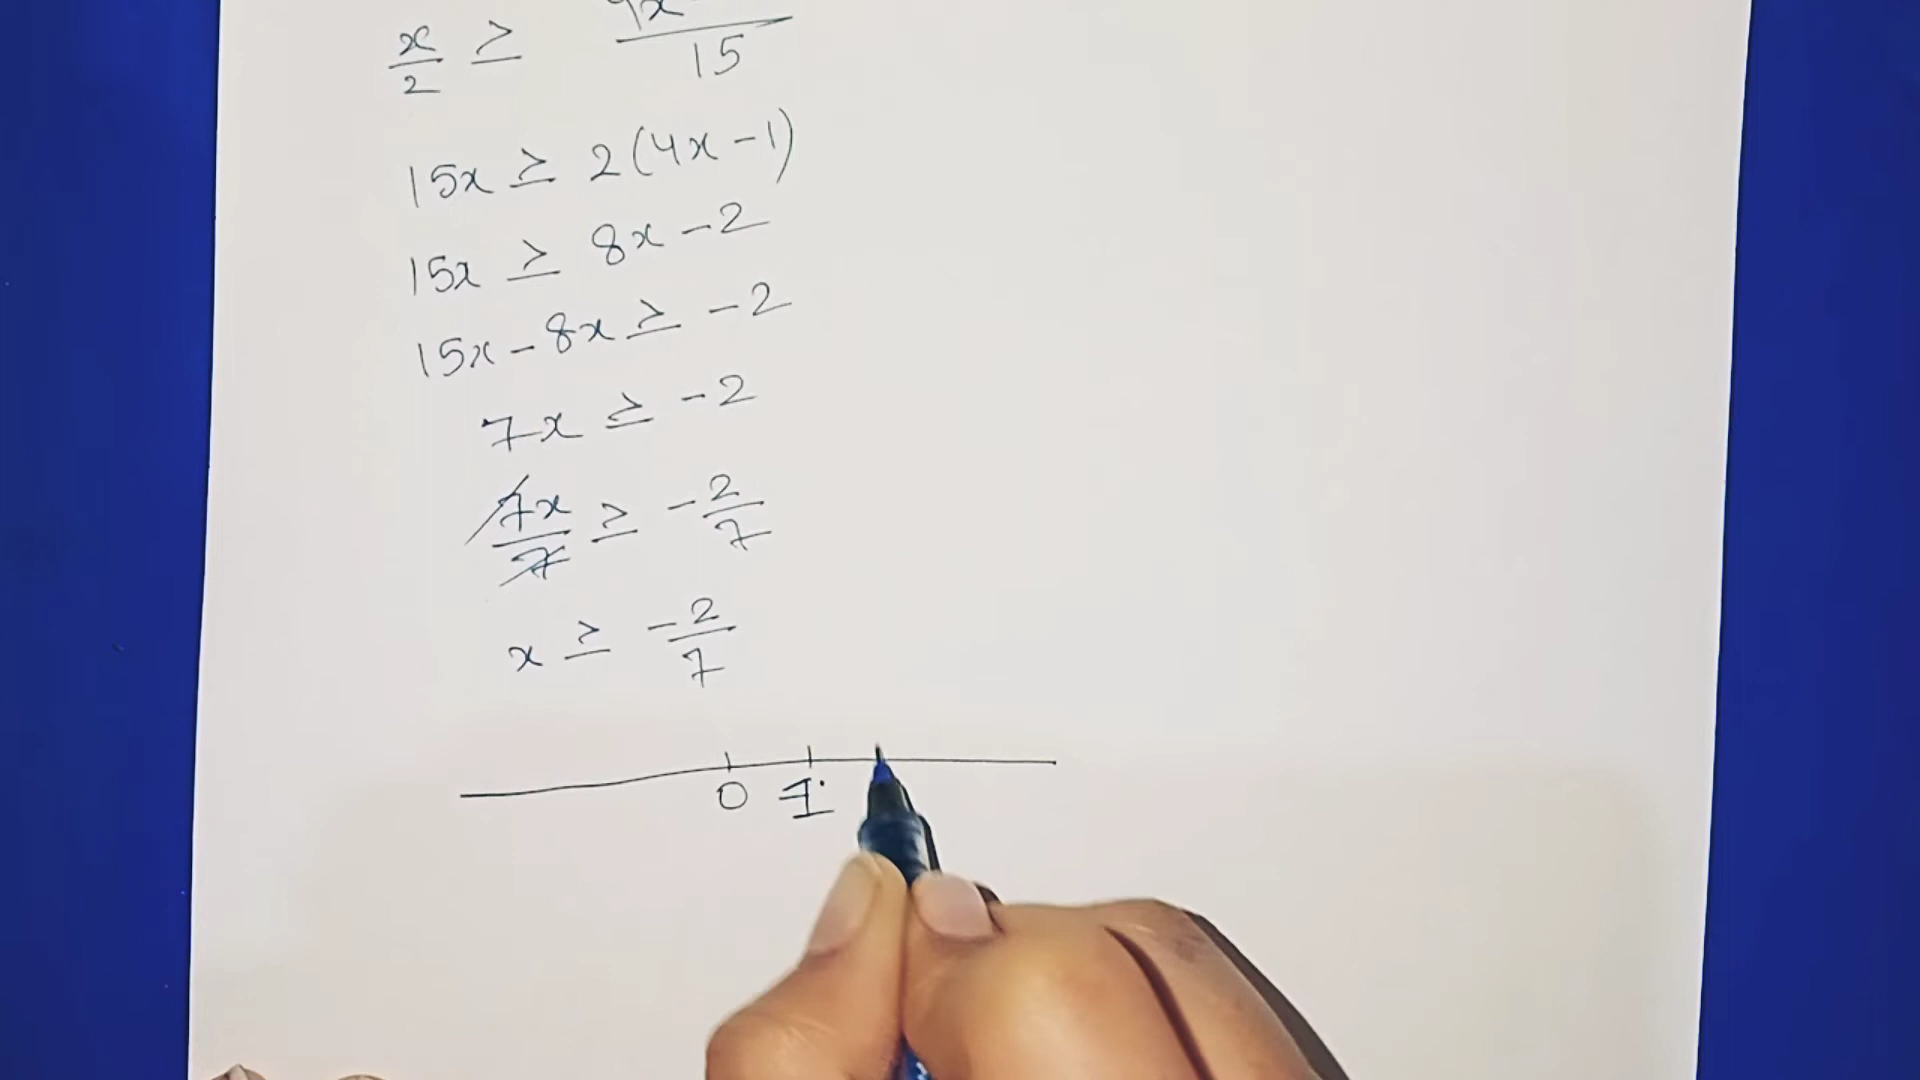 x/2 ≥ 4x /15
15x ≥ 2(4x-1)
15x ≥ 8x-2
15x-8x ≥ -2
7x ≥ -2
7x/7 ≥ -2/7
x ≥ -2/7
0 1